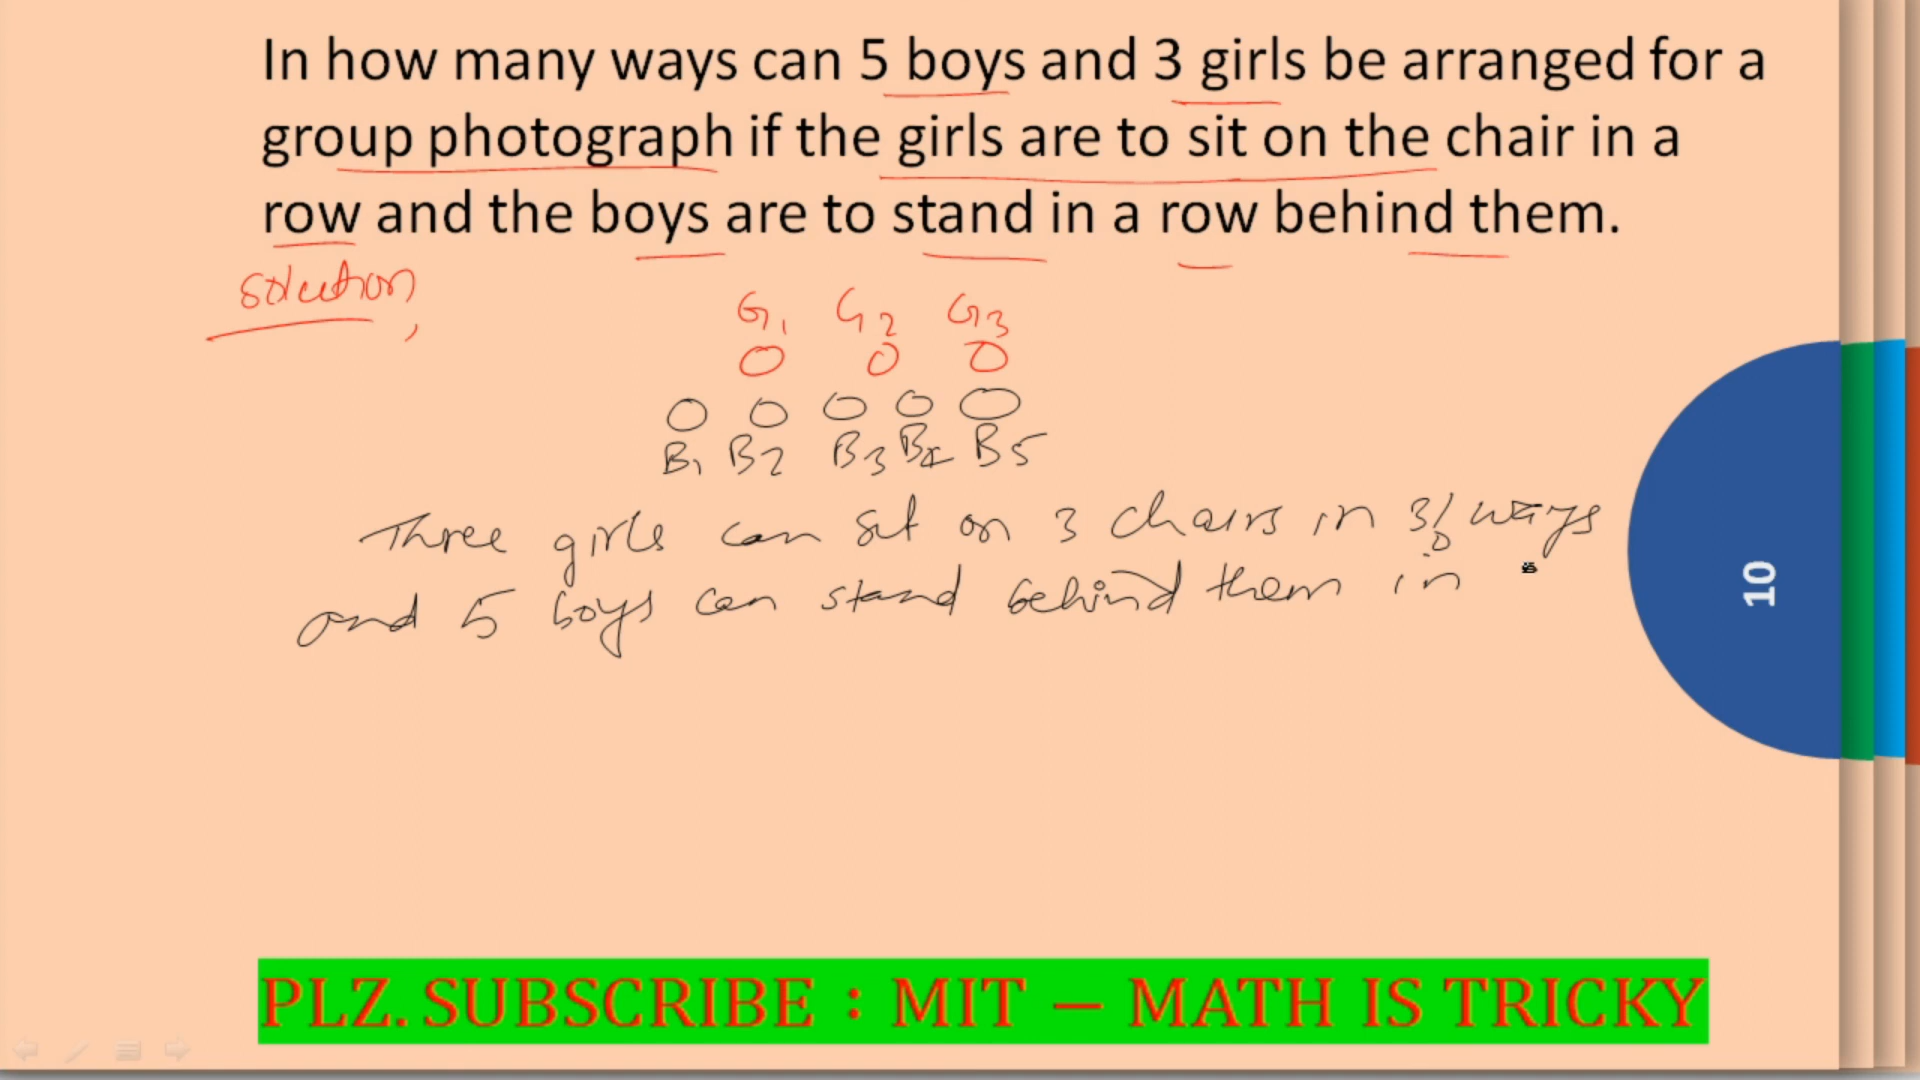 In how many ways can 5 boys and 3 girls be arranged for a
group photograph if the girls are to sit on the chair in a
row and the boys are to stand in a row behind them.
Solution,
G1 G2 G3
B1 B2 B3 B4 B5
Three girls can sit on 3 chairs in 3! ways
and 5 boys can stand behind them in
10
PLZ. SUBSCRIBE : MIT – MATH IS TRICKY